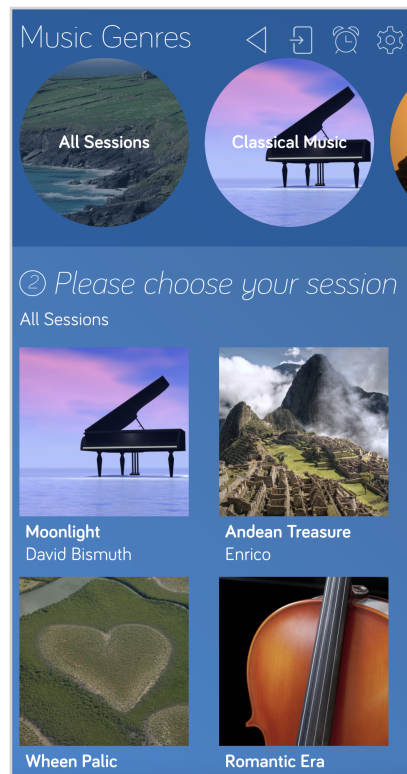 Music Genres
All Sessions
Classical Music
2 Please choose your session
All Sessions
Moonlight
David Bismuth
Andean Treasure
Enrico
Wheen Palic
Romantic Era